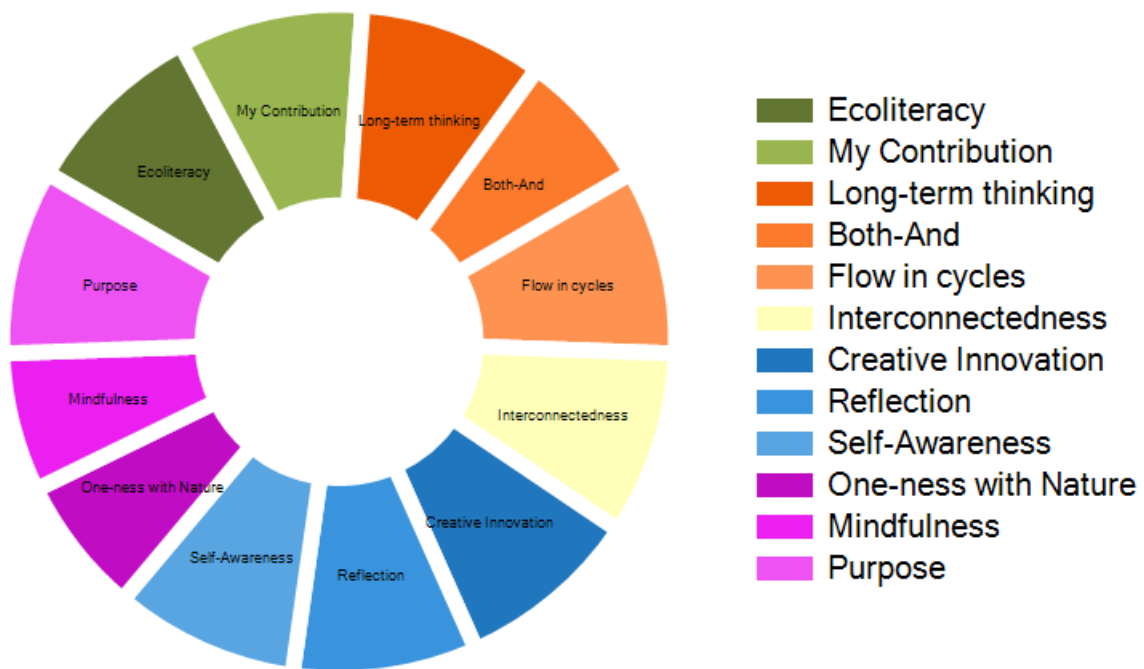 My Contribution
Long-term thinking
Ecoliteracy
Both-And
Purpose
Flow in cycles
Mindfulness
Interconnectedness
One-ness with Nature
Creative Innovation
Self-Awareness
Reflection
Ecoliteracy
My Contribution
Long-term thinking
Both-And
Flow in cycles
Interconnectedness
Creative Innovation
Reflection
Self-Awareness
One-ness with Nature
Mindfulness
Purpose